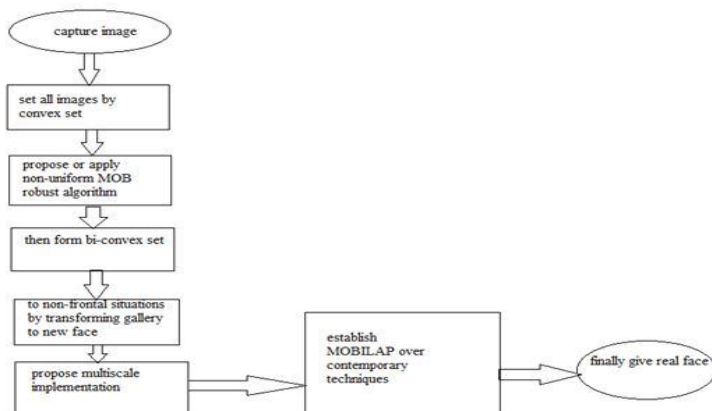 capture image
set all images by
convex set
propose or apply
non-uniform MOB
robust algorithm
then form bi-convex set
to non-frontal situations
by transforming gallery
to new face
propose multiscale
implementation
establish
MOBILAP over
contemporary
techniques
finally give real face